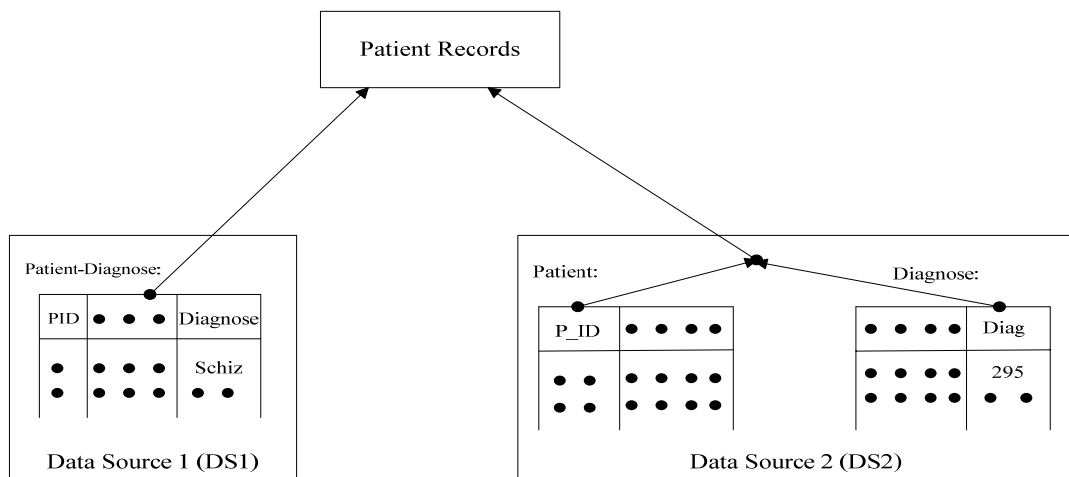 Patient Records
Patient-Diagnose:
PID
Diagnose
Schiz
Data Source 1 (DS1)
Patient:
Diagnose:
P_ID
Diag
295
Data Source 2 (DS2)